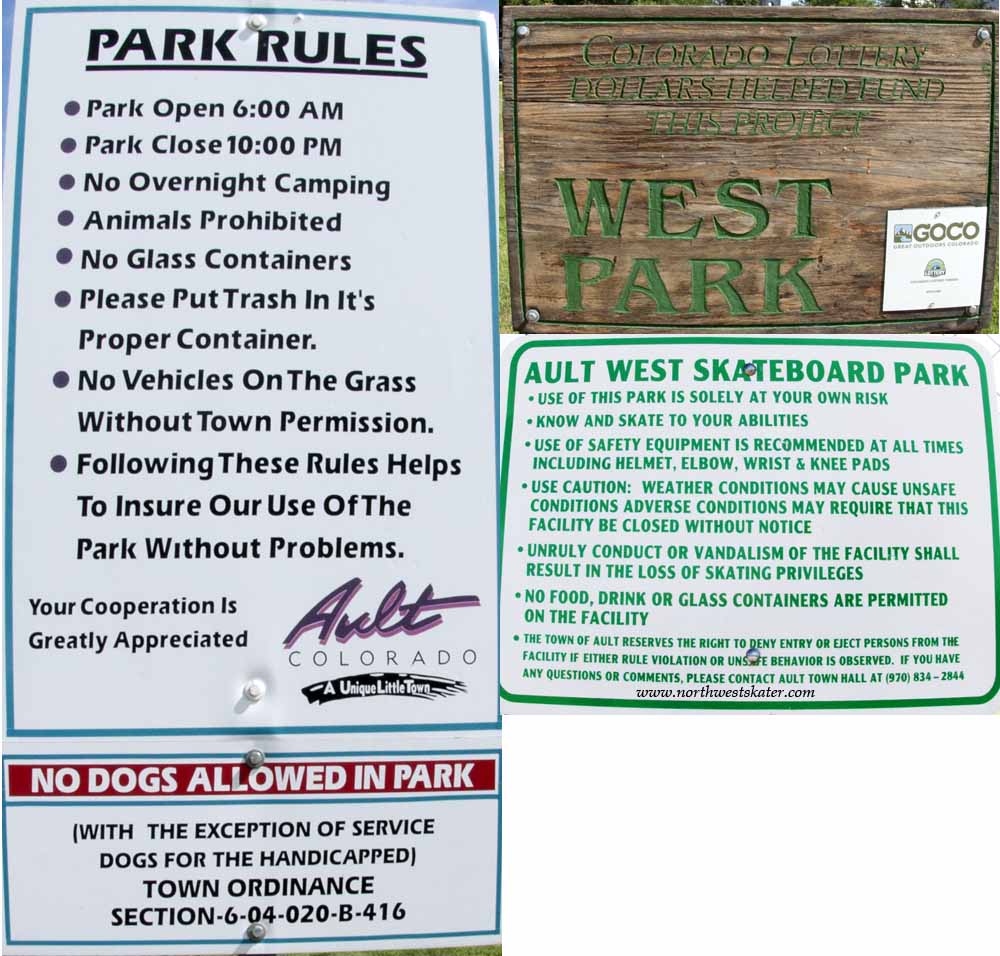 PARK RULES
Park Open 6:00 AM
Park Close 10:00 PM
No Overnight Camping
Animals Prohibited
No Glass Containers
Please Put Trash In It's
Proper Container.
No Vehicles On The Grass
Without Town Permission.
Following These Rules Helps
To Insure Our Use Of The
Park Without Problems.
Your Cooperation Is
Greatly Appreciated
Ault
COLORADO
A Unique Little Town
NO DOGS ALLOWED IN PARK
(WITH THE EXCEPTION OF SERVICE
DOGS FOR THE HANDICAPPED)
TOWN ORDINANCE
SECTION-6-04-020-B-416
COLORADO LOTTERY
DOLLARS HELPED FUND
THIS PROJECT
WEST
PARK
GOCO
GREAT OUTDOORS COLORADO
LOTTERY
AULT WEST SKATEBOARD PARK
• USE OF THIS PARK IS SOLELY AT YOUR OWN RISK
• KNOW AND SKATE TO YOUR ABILITIES
• USE OF SAFETY EQUIPMENT IS RECOMMENDED AT ALL TIMES
INCLUDING HELMET, ELBOW, WRIST & KNEE PADS
• USE CAUTION: WEATHER CONDITIONS MAY CAUSE UNSAFE
CONDITIONS ADVERSE CONDITIONS MAY REQUIRE THAT THIS
FACILITY BE CLOSED WITHOUT NOTICE
• UNRULY CONDUCT OR VANDALISM OF THE FACILITY SHALL
RESULT IN THE LOSS OF SKATING PRIVILEGES
• NO FOOD, DRINK OR GLASS CONTAINERS ARE PERMITTED
ON THE FACILITY
• THE TOWN OF AULT RESERVES THE RIGHT TO DENY ENTRY OR EJECT PERSONS FROM THE
FACILITY IF EITHER RULE VIOLATION OR UNSAFE BEHAVIOR IS OBSERVED. IF YOU HAVE
ANY QUESTIONS OR COMMENTS, PLEASE CONTACT AULT TOWN HALL AT (970) 834-2844
www.northwestskater.com